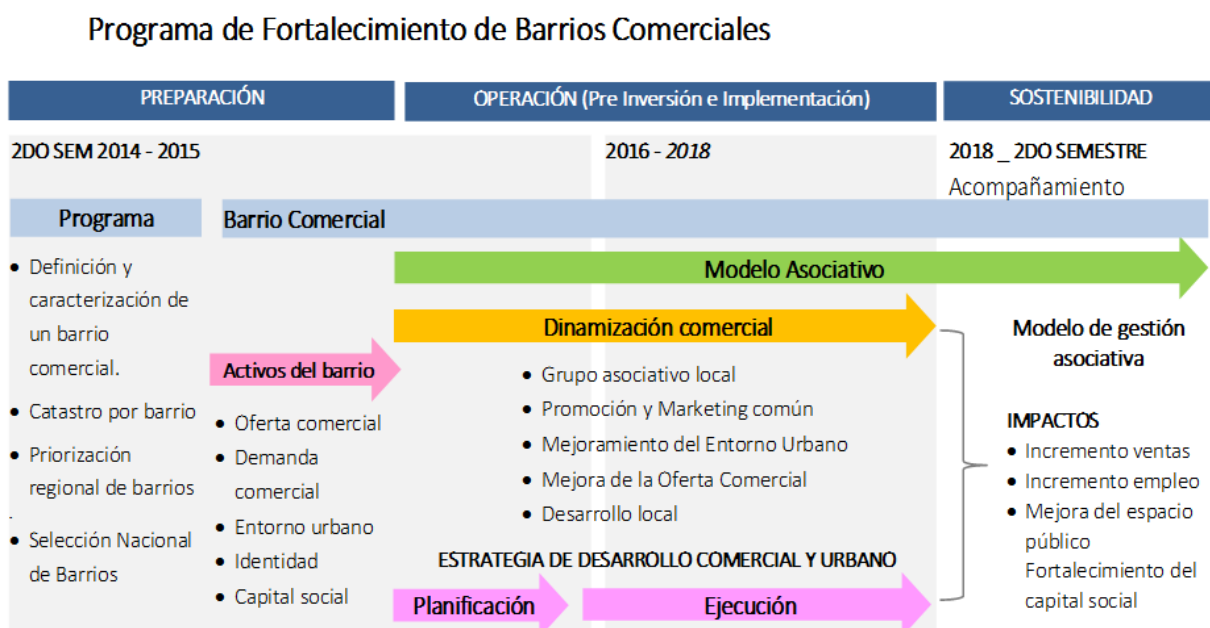 Programa de Fortalecimiento de Barrios Comerciales
PREPARACIÓN
OPERACIÓN (Pre Inversión e Implementación)
SOSTENIBILIDAD
2DO SEM 2014 - 2015
2016 - 2018
2018 _ 2DO SEMESTRE
Acompañamiento
Programa
Barrio Comercial
• Definición y
caracterización de
un barrio
comercial.
• Catastro por barrio
• Priorización
regional de barrios
• Selección Nacional
de Barrios
Activos del barrio
• Oferta comercial
• Demanda
comercial
• Entorno urbano
• Identidad
• Capital social
Modelo Asociativo
Dinamización comercial
• Grupo asociativo local
• Promoción y Marketing común
• Mejoramiento del Entorno Urbano
• Mejora de la Oferta Comercial
• Desarrollo local
ESTRATEGIA DE DESARROLLO COMERCIAL Y URBANO
Planificación
Ejecución
Modelo de gestión
asociativa
IMPACTOS
• Incremento ventas
• Incremento empleo
• Mejora del espacio
público
Fortalecimiento del
capital social